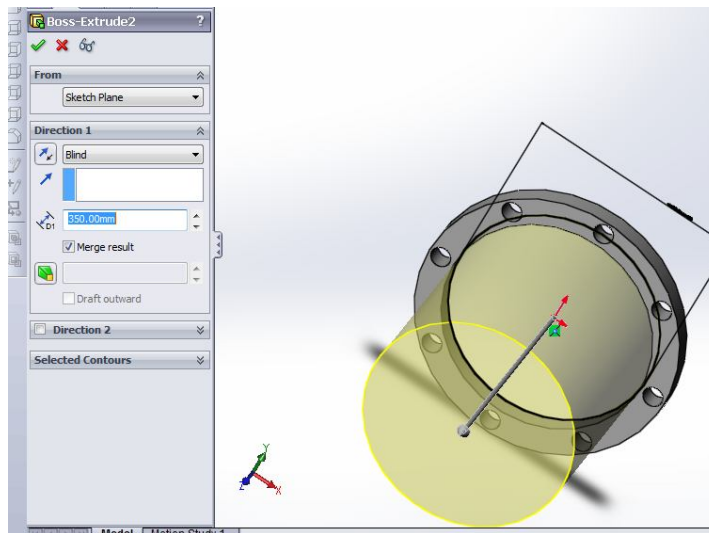 Boss-Extrude2 ?
From
Sketch Plane
Direction 1
Blind
D1 350.00mm
Merge result
Draft outward
Direction 2
Selected Contours
Y
Z X
Model Motion Study 1